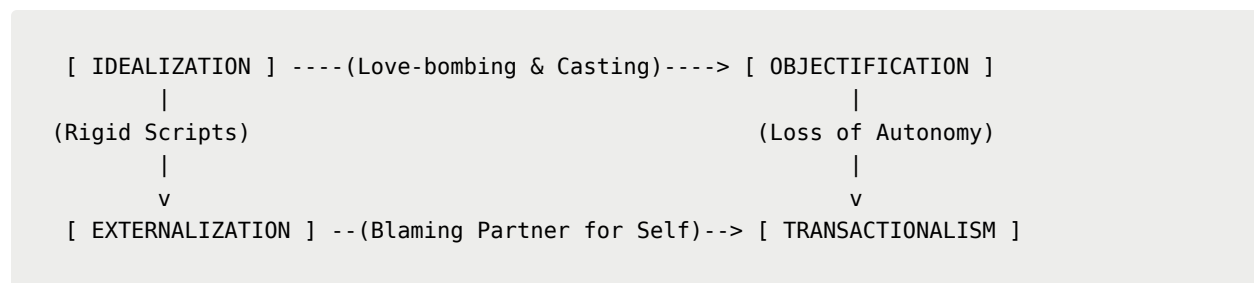 [ IDEALIZATION ] ----(Love-bombing & Casting)----> [ OBJECTIFICATION ]
| |
(Rigid Scripts) (Loss of Autonomy)
| |
v v
[ EXTERNALIZATION ] --(Blaming Partner for Self)--> [ TRANSACTIONALISM ]